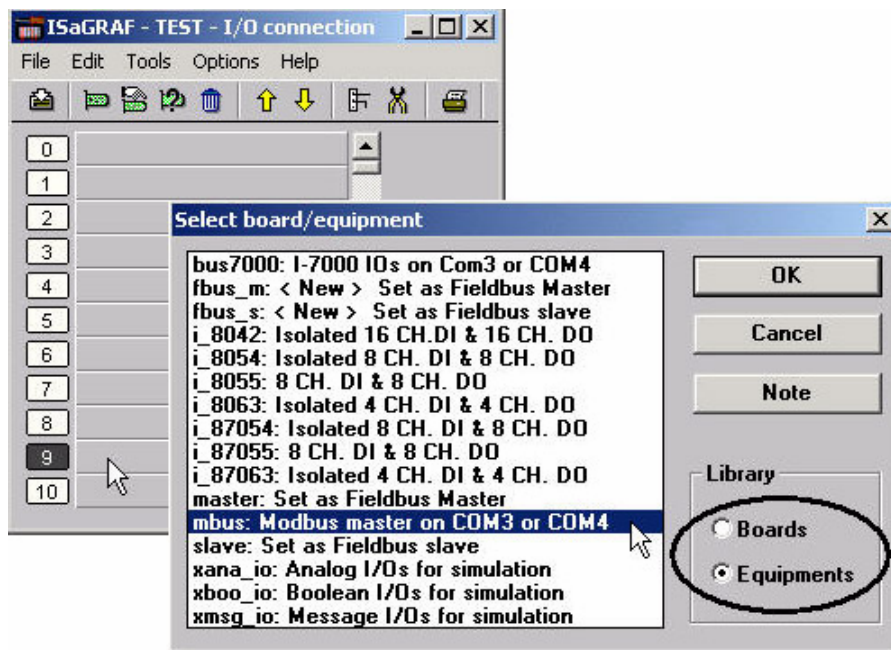 ISaGRAF - TEST - I/O connection
File Edit Tools Options Help
0
1
2
3
4
5
6
7
8
9
10
Select board/equipment
bus7000: I-7000 IOs on Com3 or COM4
fbus_m: < New > Set as Fieldbus Master
fbus_s: < New > Set as Fieldbus slave
i_8042: Isolated 16 CH.DI & 16 CH. DO
i_8054: Isolated 8 CH. DI & 8 CH. DO
i_8055: 8 CH. DI & 8 CH. DO
i_8063: Isolated 4 CH. DI & 4 CH. DO
i_87054: Isolated 8 CH. DI & 8 CH. DO
i_87055: 8 CH. DI & 8 CH. DO
i_87063: Isolated 4 CH. DI & 4 CH. DO
master: Set as Fieldbus Master
mbus: Modbus master on COM3 or COM4
slave: Set as Fieldbus slave
xana_io: Analog I/Os for simulation
xboo_io: Boolean I/Os for simulation
xmsg_io: Message I/Os for simulation
OK
Cancel
Note
Library
Boards
Equipments